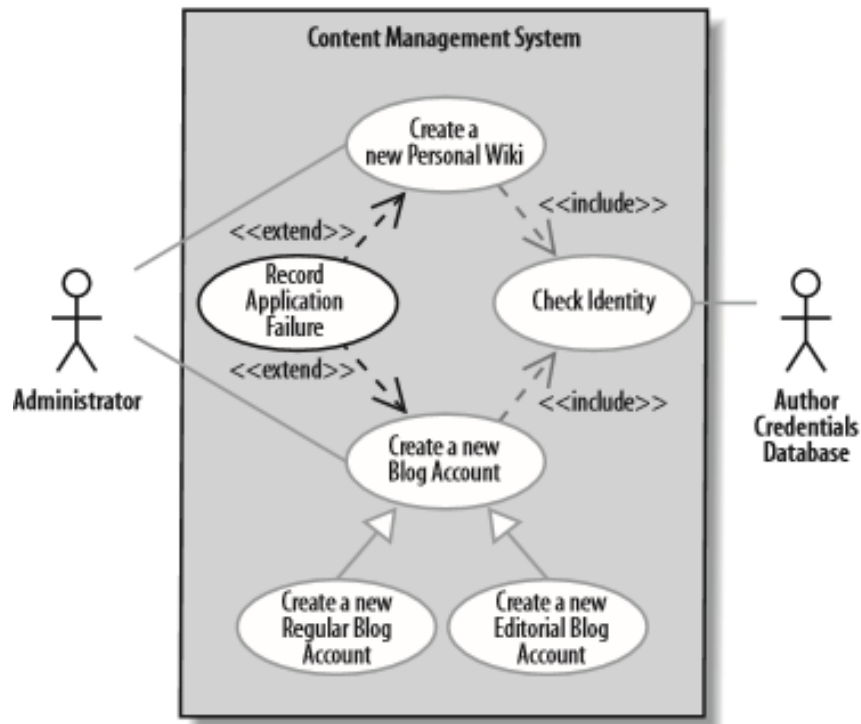 Content Management System
Create a
new Personal Wiki
<<include>>
<<extend>>
Record
Application
Failure
Check Identity
<<extend>>
Administrator
<<include>>
Author
Credentials
Database
Create a new
Blog Account
Create a new
Regular Blog
Account
Create a new
Editorial Blog
Account